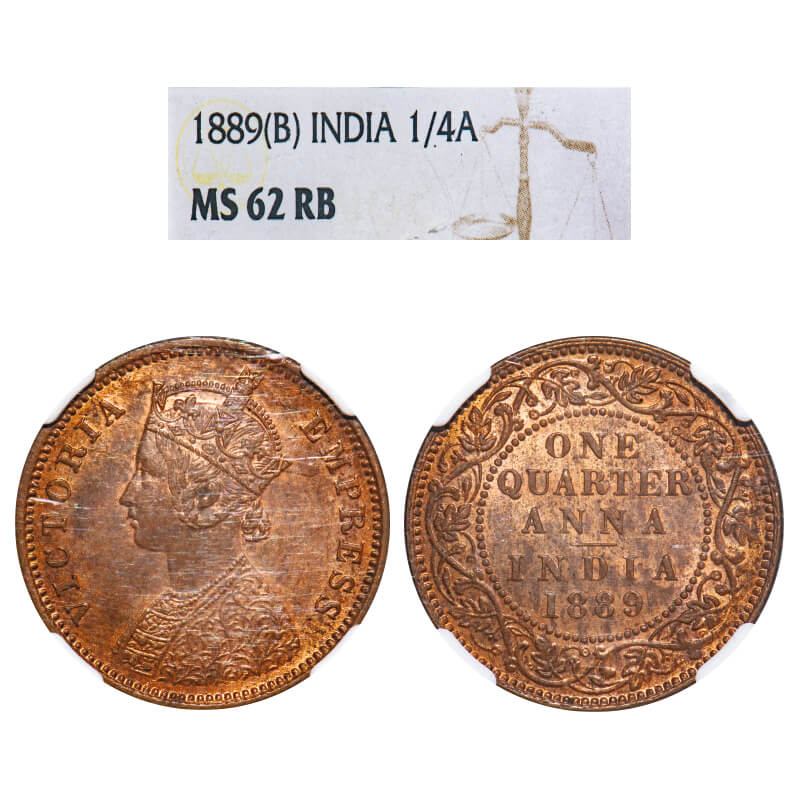 1889(B) INDIA 1/4A
MS 62 RB
VICTORIA EMPRESS
ONE
QUARTER
ANNA
INDIA
1889